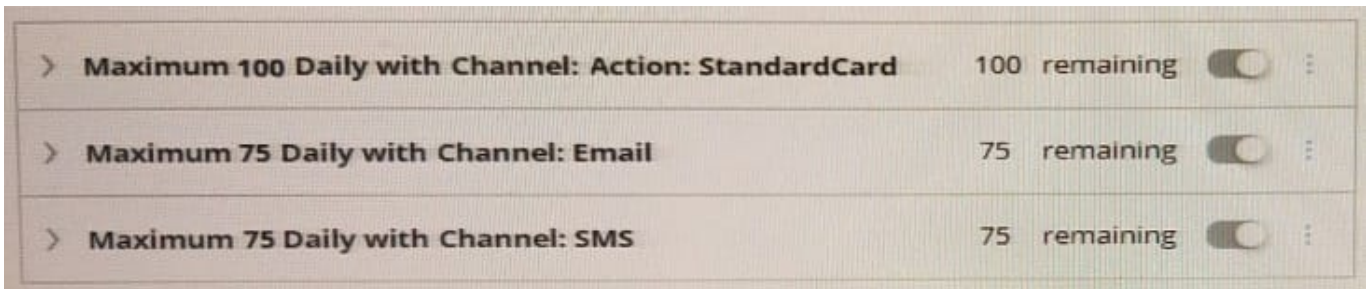 Maximum 100 Daily with Channel: Action: StandardCard 100 remaining
Maximum 75 Daily with Channel: Email 75 remaining
Maximum 75 Daily with Channel: SMS 75 remaining